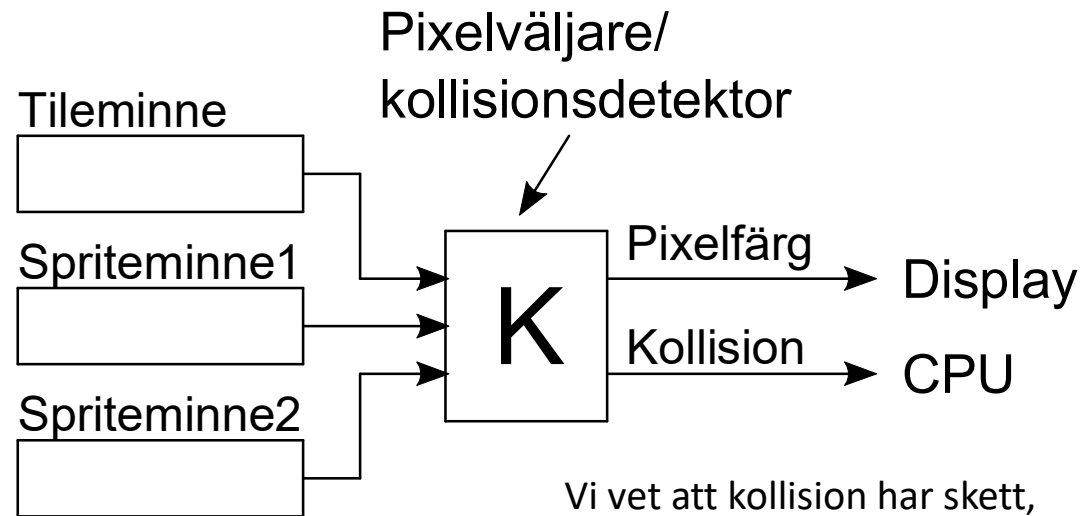 Pixelväljare/
kollisionsdetektor
Tileminne
Spriteminne1
Spriteminne2
K
Pixelfärg
Kollision
Display
CPU
Vi vet att kollision har skett,